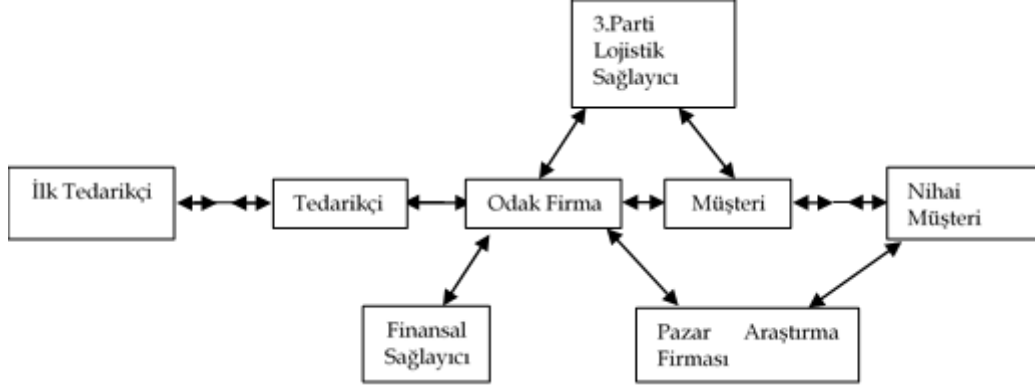 3.Parti
Lojistik
Sağlayıcı
İlk Tedarikçi
Tedarikçi
Odak Firma
Müşteri
Nihai
Müşteri
Finansal
Sağlayıcı
Pazar Araştırma
Firması